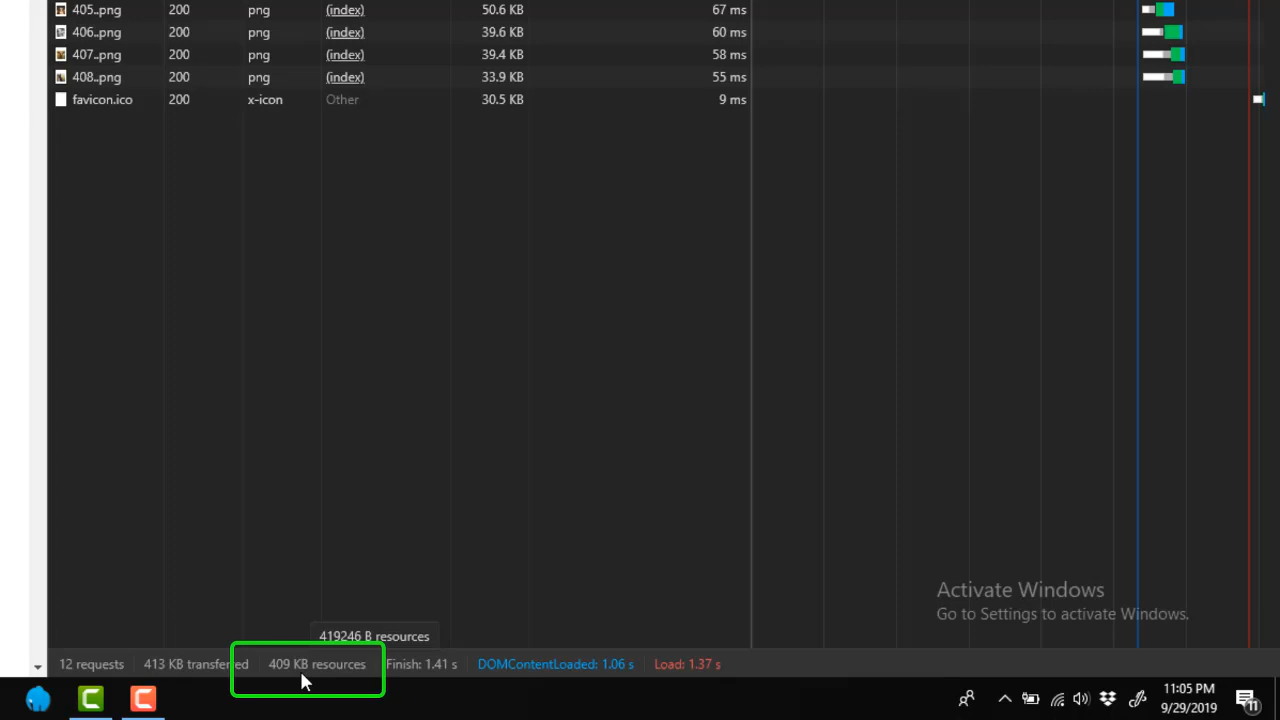 405..png 200 png (index) 50.6 KB 67 ms
406..png 200 png (index) 39.6 KB 60 ms
407..png 200 png (index) 39.4 KB 58 ms
408..png 200 png (index) 33.9 KB 55 ms
favicon.ico 200 x-icon Other 30.5 KB 9 ms
Activate Windows
Go to Settings to activate Windows.
419246 B resources
12 requests 413 KB transferred 409 KB resources Finish: 1.41 s DOMContentLoaded: 1.06 s Load: 1.37 s
11:05 PM
9/29/2019
11